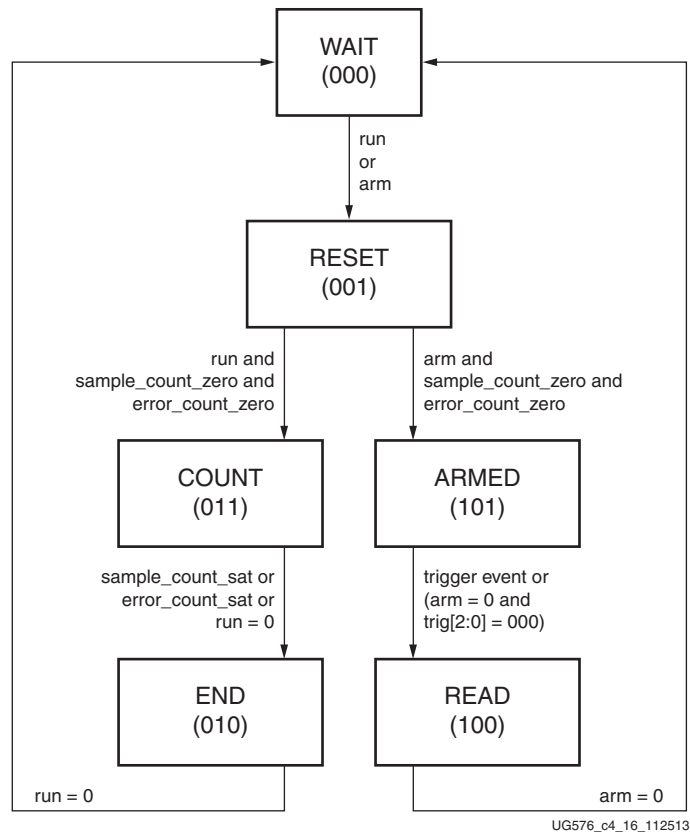 WAIT
(000)
run
or
arm
RESET
(001)
run and
sample_count_zero and
error_count_zero
arm and
sample_count_zero and
error_count_zero
COUNT
(011)
ARMED
(101)
sample_count_sat or
error_count_sat or
run = 0
trigger event or
(arm = 0 and
trig[2:0] = 000)
END
(010)
READ
(100)
run = 0
arm = 0
UG576_c4_16_112513